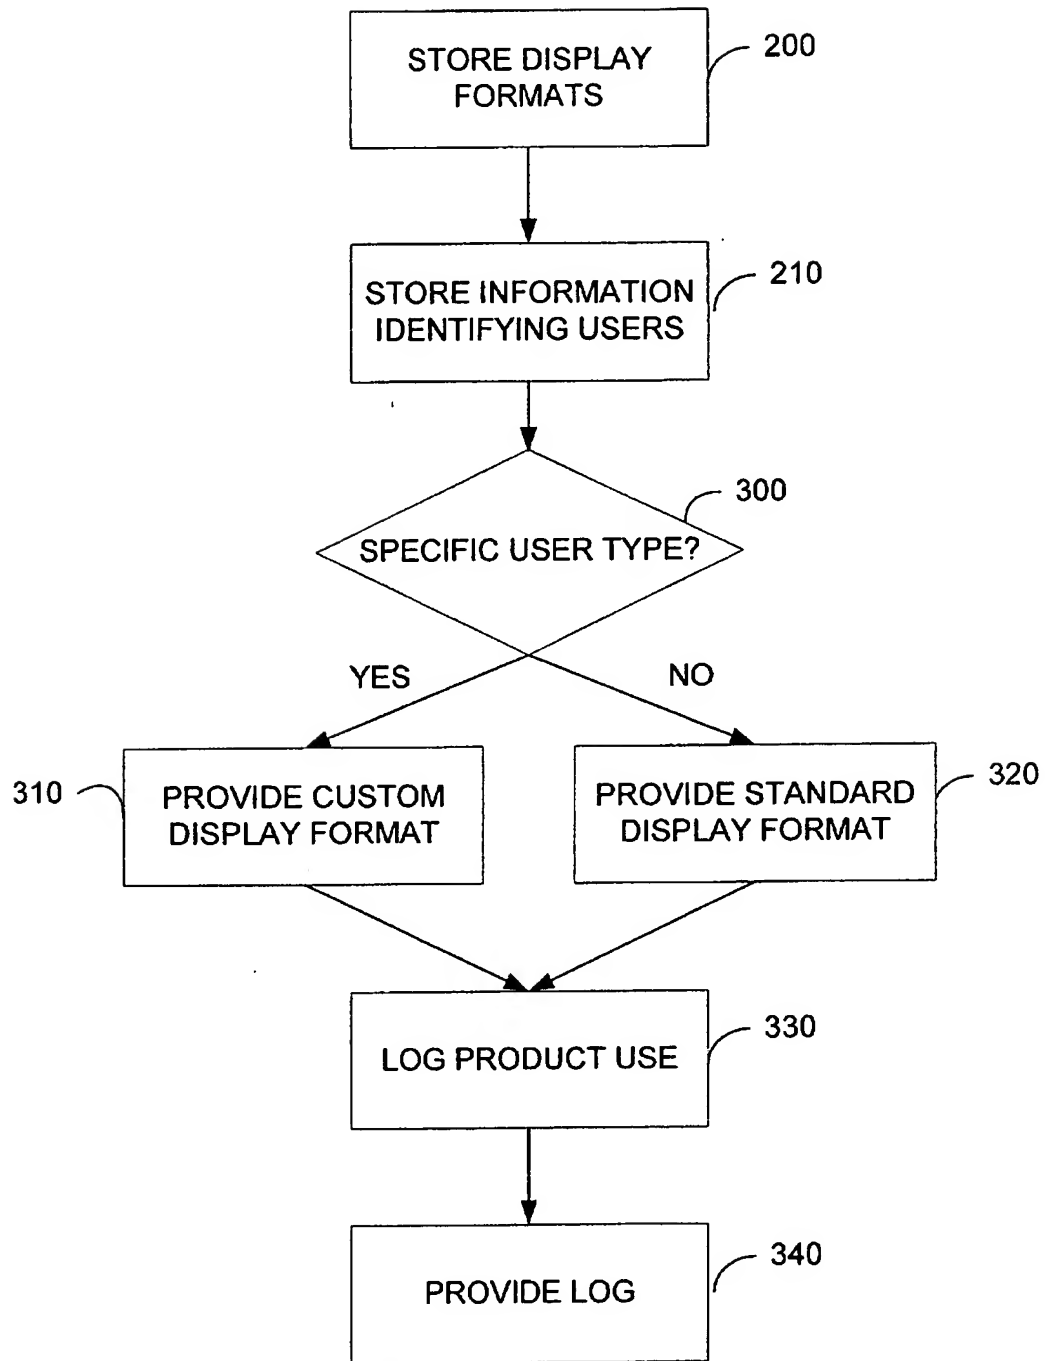 STORE DISPLAY
FORMATS
200
STORE INFORMATION
IDENTIFYING USERS
210
300
SPECIFIC USER TYPE?
YES
NO
310
PROVIDE CUSTOM
DISPLAY FORMAT
PROVIDE STANDARD
DISPLAY FORMAT
320
LOG PRODUCT USE
330
PROVIDE LOG
340